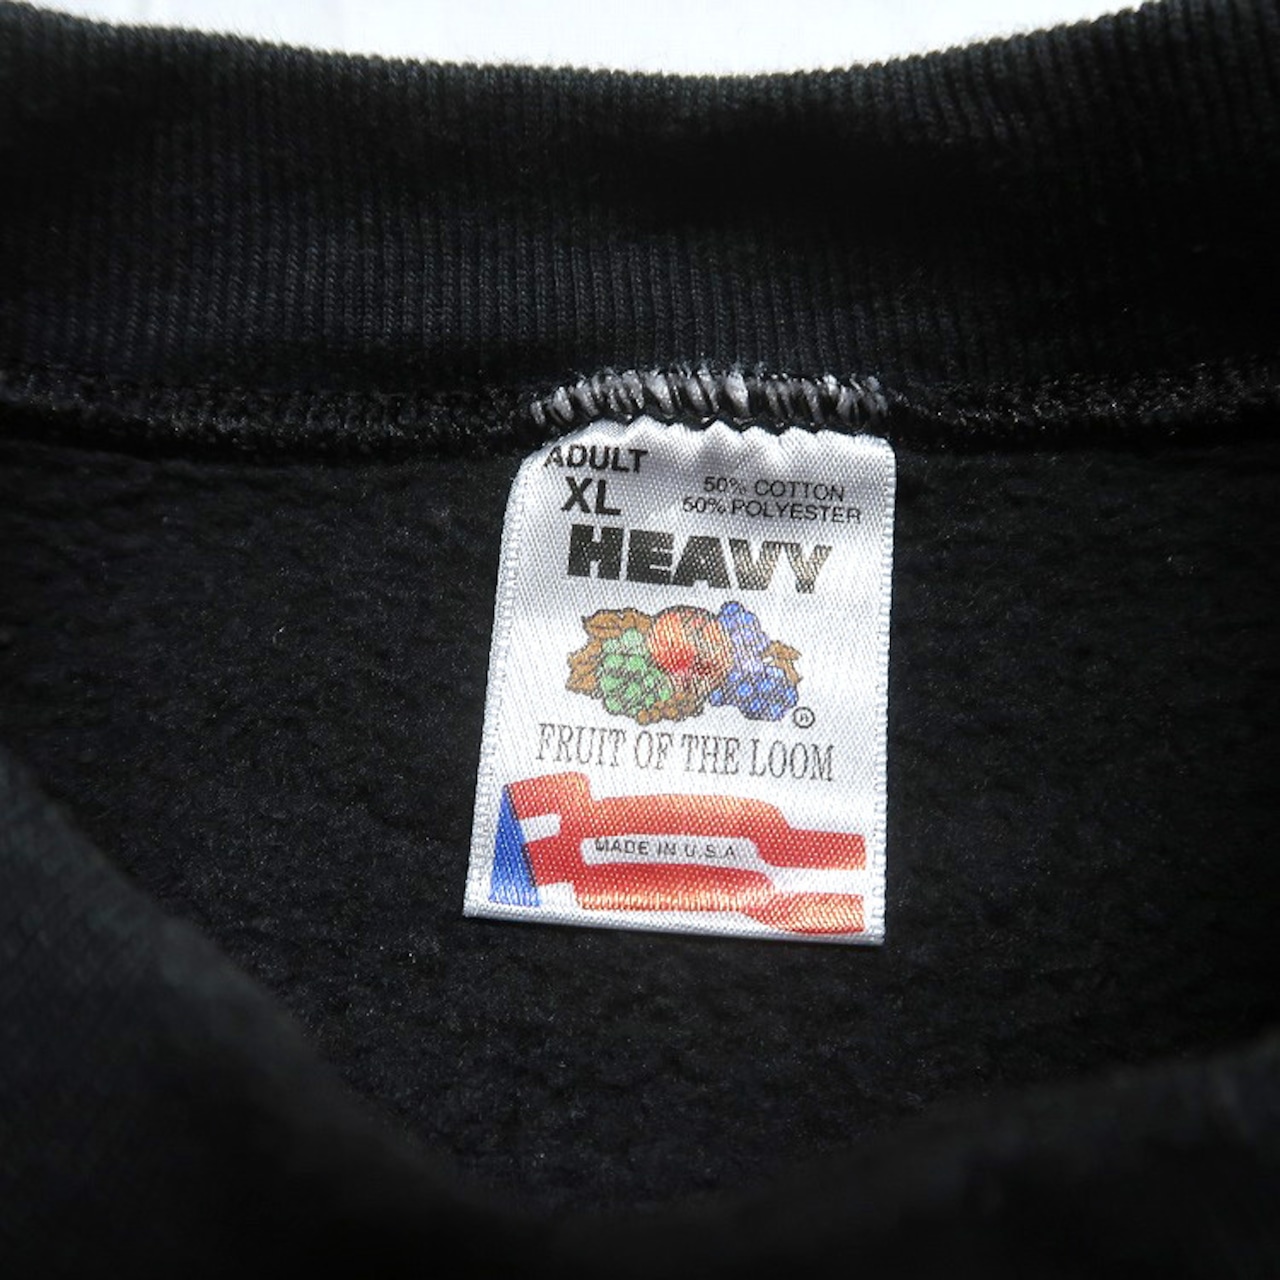 ADULT
XL
50% COTTON
50% POLYESTER
HEAVY
®
FRUIT OF THE LOOM
MADE IN U.S.A